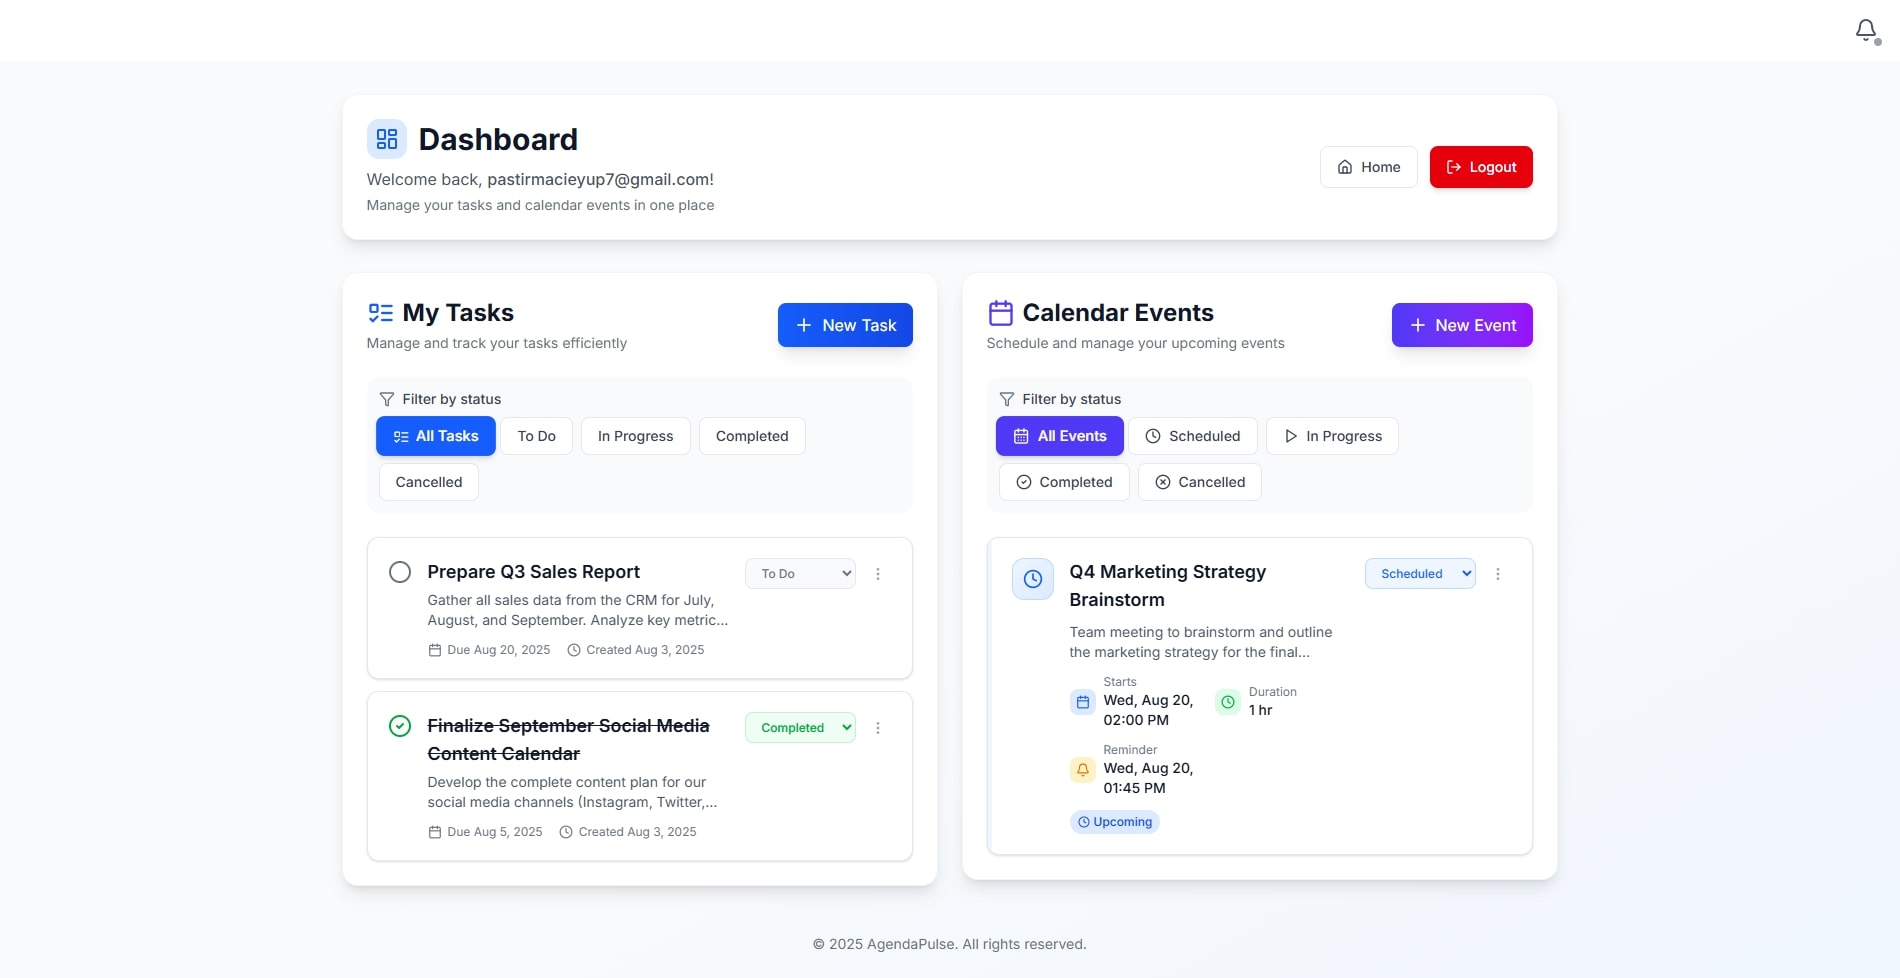 Dashboard
Welcome back, pastirmacieyup7@gmail.com!
Manage your tasks and calendar events in one place
Home
Logout
My Tasks
Manage and track your tasks efficiently
New Task
Filter by status
All Tasks
To Do
In Progress
Completed
Cancelled
Prepare Q3 Sales Report
To Do
Gather all sales data from the CRM for July,
August, and September. Analyze key metric...
Due Aug 20, 2025
Created Aug 3, 2025
Finalize September Social Media
Content Calendar
Completed
Develop the complete content plan for our
social media channels (Instagram, Twitter,...
Due Aug 5, 2025
Created Aug 3, 2025
Calendar Events
Schedule and manage your upcoming events
New Event
Filter by status
All Events
Scheduled
In Progress
Completed
Cancelled
Q4 Marketing Strategy
Brainstorm
Scheduled
Team meeting to brainstorm and outline
the marketing strategy for the final...
Starts
Wed, Aug 20,
02:00 PM
Duration
1 hr
Reminder
Wed, Aug 20,
01:45 PM
Upcoming
© 2025 AgendaPulse. All rights reserved.